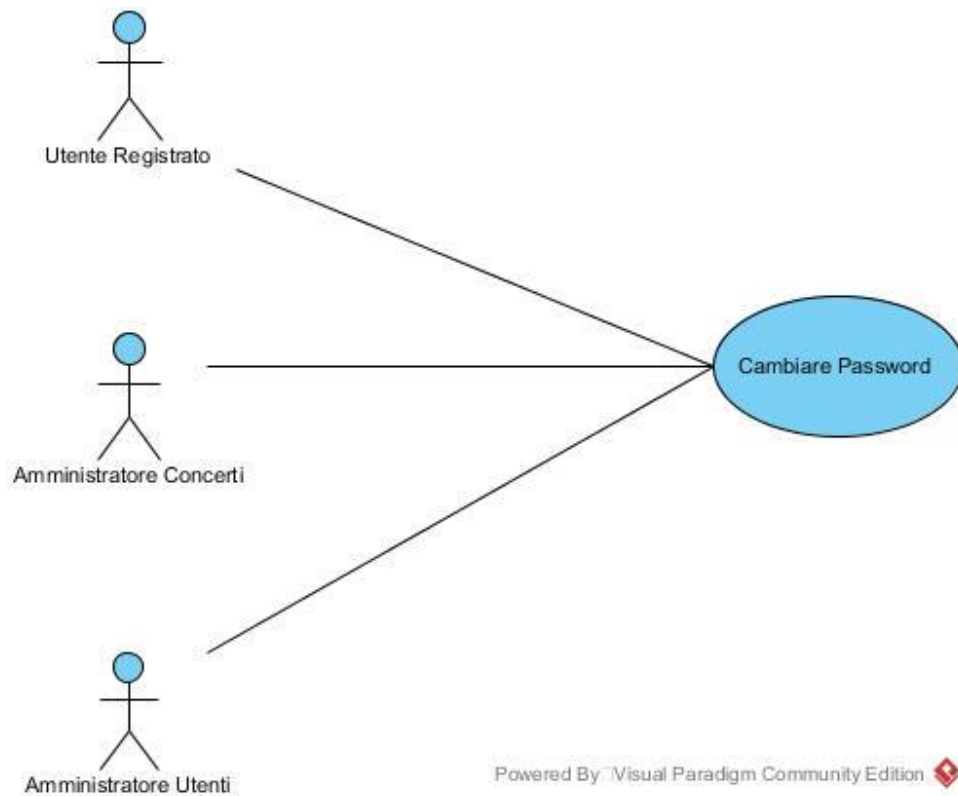 Utente Registrato
Cambiare Password
Amministratore Concerti
Amministratore Utenti
Powered By Visual Paradigm Community Edition